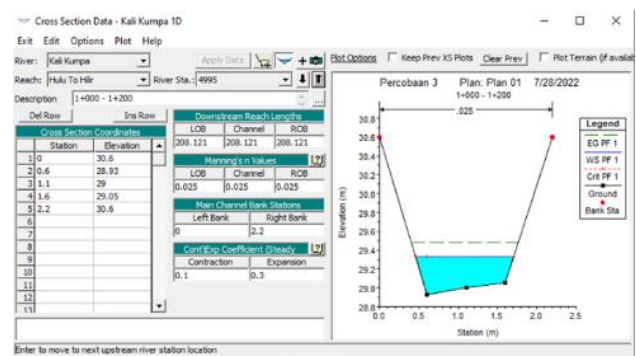 Cross Section Data - Kali Kumpa 1D
Exit Edit Options Plot Help
River: Kali Kumpa Apply Data Plot Options Keep Prev XS Plots Clear Prev Plot Terrain (if availab
Reach: Hulu To Hilir River Sta.: 4995
Description 1+000 - 1+200 ...
Del Row Ins Row
Cross Section Coordinates
Station Elevation
1 0 30.6
2 0.6 28.93
3 1.1 29
4 1.6 29.05
5 2.2 30.6
6
7
8
9
10
11
12
13
Downstream Reach Lengths
LOB Channel ROB
208.121 208.121 208.121
Manning's n Values
LOB Channel ROB
0.025 0.025 0.025
Main Channel Bank Stations
Left Bank Right Bank
0 2.2
Cont\Exp Coefficient (Steady
Contraction Expansion
0.1 0.3
Percobaan 3 Plan: Plan 01 7/28/2022
1+000 - 1+200
.025
Elevation (m)
30.8
30.6
30.4
30.2
30.0
29.8
29.6
29.4
29.2
29.0
28.8
0.0 0.5 1.0 1.5 2.0 2.5
Station (m)
Legend
EG PF 1
WS PF 1
Crit PF 1
Ground
Bank Sta
Enter to move to next upstream river station location